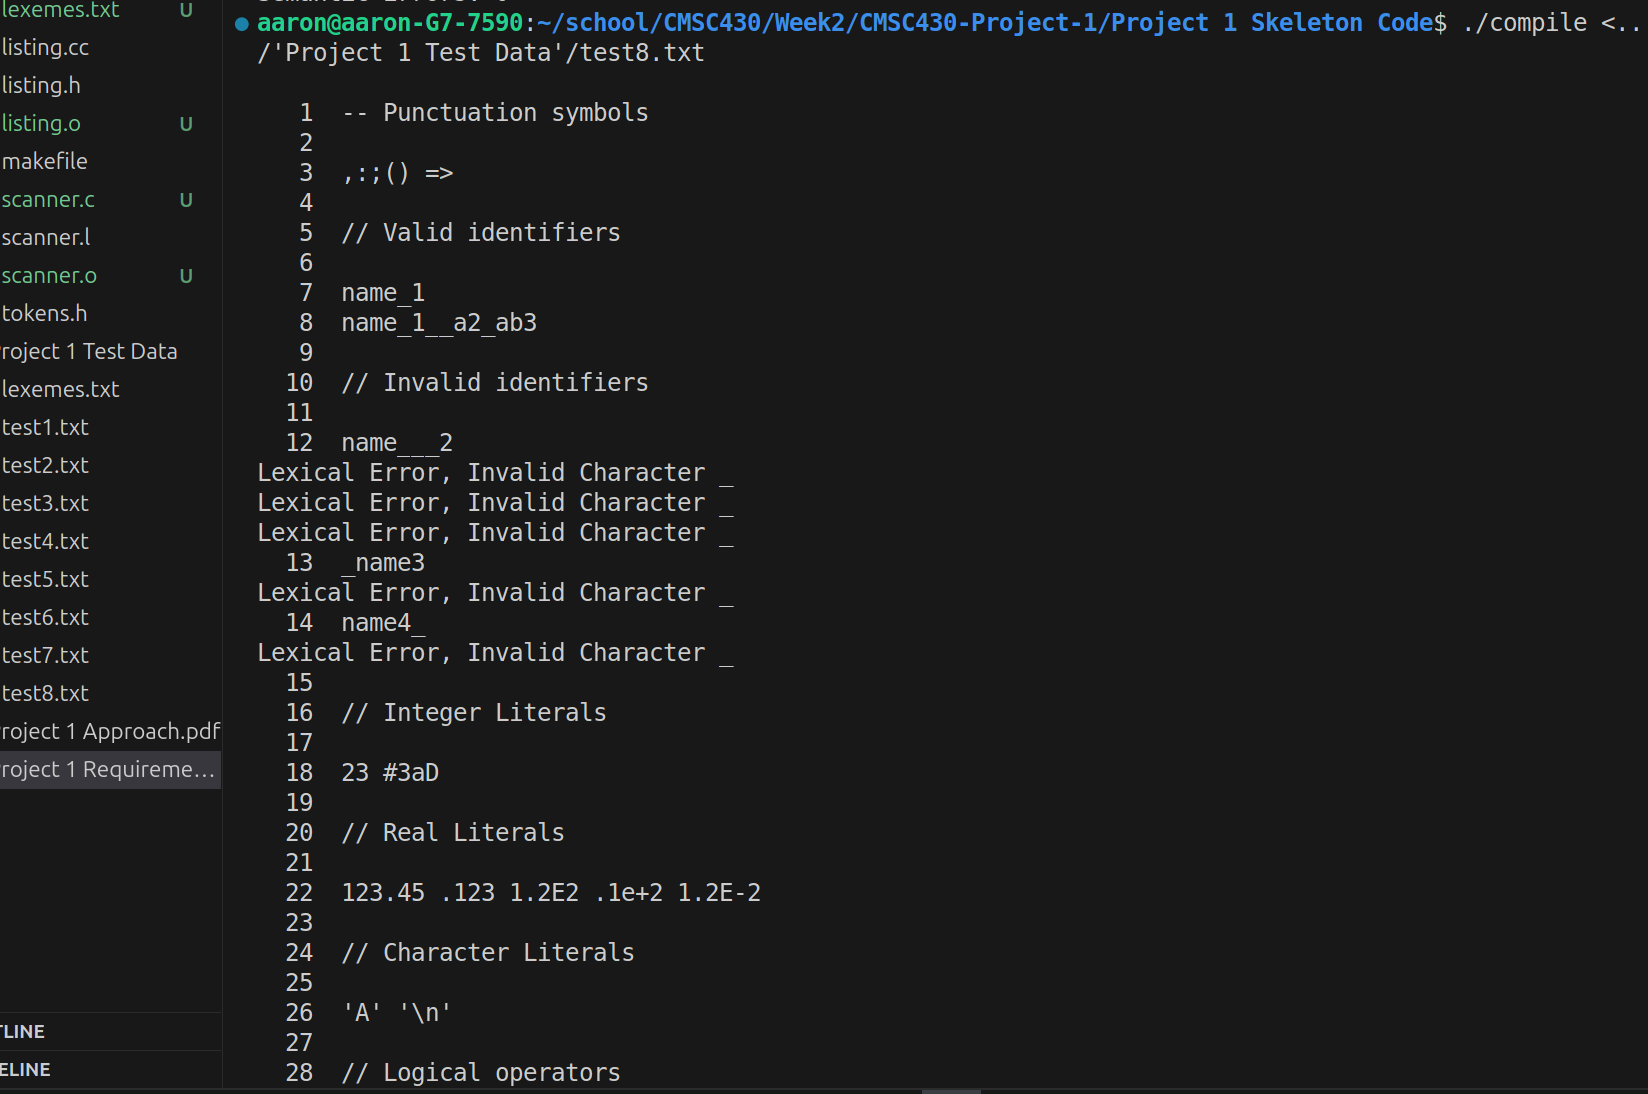 lexemes.txt U
listing.cc
listing.h
listing.o U
makefile
scanner.c U
scanner.l
scanner.o U
tokens.h
roject 1 Test Data
lexemes.txt
test1.txt
test2.txt
test3.txt
test4.txt
test5.txt
test6.txt
test7.txt
test8.txt
roject 1 Approach.pdf
roject 1 Requireme...
TLINE
ELINE
aaron@aaron-G7-7590:~/school/CMSC430/Week2/CMSC430-Project-1/Project 1 Skeleton Code$ ./compile <..
/'Project 1 Test Data'/test8.txt
1 -- Punctuation symbols
2
3 ,:;() =>
4
5 // Valid identifiers
6
7 name_1
8 name_1__a2_ab3
9
10 // Invalid identifiers
11
12 name___2
Lexical Error, Invalid Character _
Lexical Error, Invalid Character _
Lexical Error, Invalid Character _
13 _name3
Lexical Error, Invalid Character _
14 name4_
Lexical Error, Invalid Character _
15
16 // Integer Literals
17
18 23 #3aD
19
20 // Real Literals
21
22 123.45 .123 1.2E2 .1e+2 1.2E-2
23
24 // Character Literals
25
26 'A' '\n'
27
28 // Logical operators